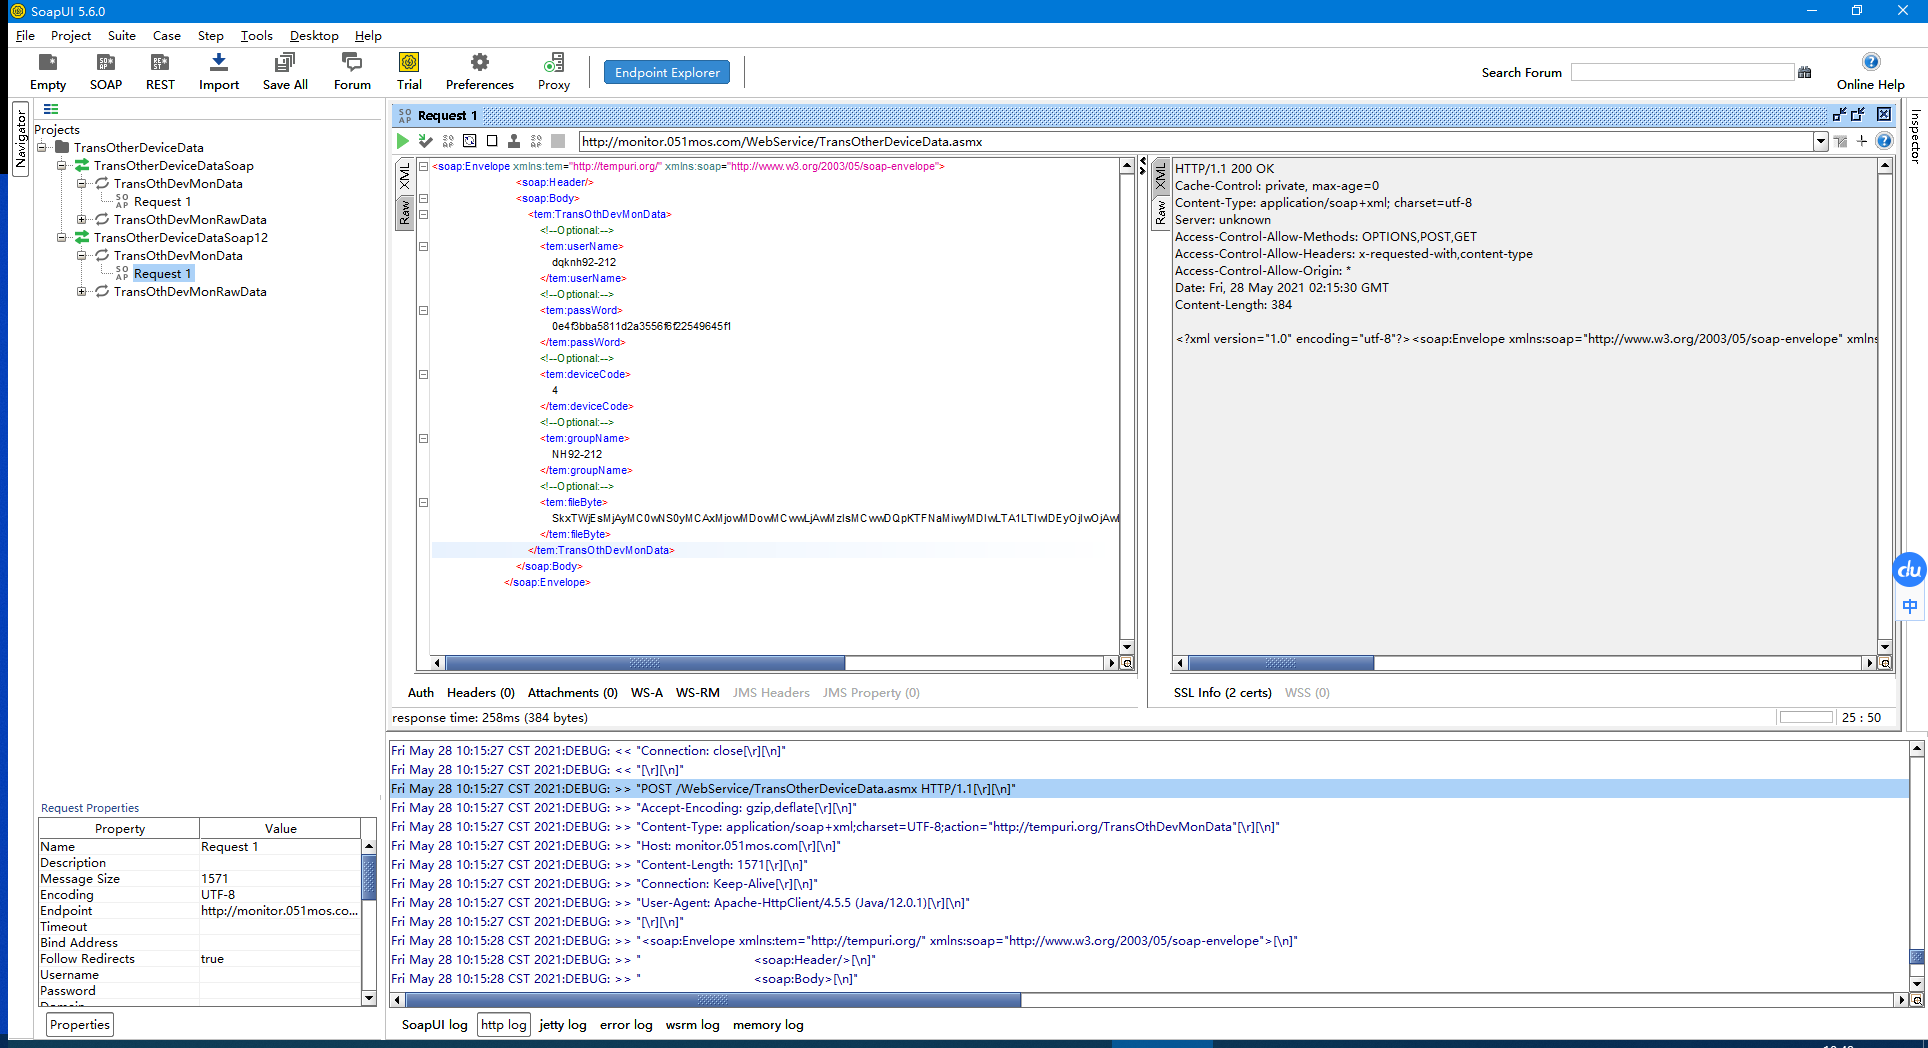 SoapUI 5.6.0
File Project Suite Case Step Tools Desktop Help
Empty SOAP REST Import Save All Forum Trial Preferences Proxy Endpoint Explorer Search Forum Online Help
Navigator
Inspector
Projects
TransOtherDeviceData
TransOtherDeviceDataSoap
TransOthDevMonData
Request 1
TransOthDevMonRawData
TransOtherDeviceDataSoap12
TransOthDevMonData
Request 1
TransOthDevMonRawData
Request 1
http://monitor.051mos.com/WebService/TransOtherDeviceData.asmx
XML
Raw
<soap:Envelope xmlns:tem="http://tempuri.org/" xmlns:soap="http://www.w3.org/2003/05/soap-envelope">
<soap:Header/>
<soap:Body>
<tem:TransOthDevMonData>
<!--Optional:-->
<tem:userName>
dqknh92-212
</tem:userName>
<!--Optional:-->
<tem:passWord>
0e4f3bba5811d2a3556f6f22549645f1
</tem:passWord>
<!--Optional:-->
<tem:deviceCode>
4
</tem:deviceCode>
<!--Optional:-->
<tem:groupName>
NH92-212
</tem:groupName>
<!--Optional:-->
<tem:fileByte>
</tem:fileByte>
</tem:TransOthDevMonData>
</soap:Body>
</soap:Envelope>
XML
Raw
HTTP/1.1 200 OK
Cache-Control: private, max-age=0
Content-Type: application/soap+xml; charset=utf-8
Server: unknown
Access-Control-Allow-Methods: OPTIONS,POST,GET
Access-Control-Allow-Headers: x-requested-with,content-type
Access-Control-Allow-Origin: *
Date: Fri, 28 May 2021 02:15:30 GMT
Content-Length: 384
<?xml version="1.0" encoding="utf-8"?><soap:Envelope xmlns:soap="http://www.w3.org/2003/05/soap-envelope" xmlns
du
中
Auth Headers (0) Attachments (0) WS-A WS-RM JMS Headers JMS Property (0)
SSL Info (2 certs) WSS (0)
response time: 258ms (384 bytes)
25 : 50
Fri May 28 10:15:27 CST 2021:DEBUG: << "Connection: close[\r][\n]"
Fri May 28 10:15:27 CST 2021:DEBUG: << "[\r][\n]"
Fri May 28 10:15:27 CST 2021:DEBUG: >> "POST /WebService/TransOtherDeviceData.asmx HTTP/1.1[\r][\n]"
Fri May 28 10:15:27 CST 2021:DEBUG: >> "Accept-Encoding: gzip,deflate[\r][\n]"
Fri May 28 10:15:27 CST 2021:DEBUG: >> "Content-Type: application/soap+xml;charset=UTF-8;action="http://tempuri.org/TransOthDevMonData"[\r][\n]"
Fri May 28 10:15:27 CST 2021:DEBUG: >> "Host: monitor.051mos.com[\r][\n]"
Fri May 28 10:15:27 CST 2021:DEBUG: >> "Content-Length: 1571[\r][\n]"
Fri May 28 10:15:27 CST 2021:DEBUG: >> "Connection: Keep-Alive[\r][\n]"
Fri May 28 10:15:27 CST 2021:DEBUG: >> "User-Agent: Apache-HttpClient/4.5.5 (Java/12.0.1)[\r][\n]"
Fri May 28 10:15:27 CST 2021:DEBUG: >> "[\r][\n]"
Fri May 28 10:15:28 CST 2021:DEBUG: >> "<soap:Envelope xmlns:tem="http://tempuri.org/" xmlns:soap="http://www.w3.org/2003/05/soap-envelope">[\n]"
Fri May 28 10:15:28 CST 2021:DEBUG: >> " <soap:Header/>[\n]"
Fri May 28 10:15:28 CST 2021:DEBUG: >> " <soap:Body>[\n]"
Request Properties
Property Value
Name Request 1
Description
Message Size 1571
Encoding UTF-8
Endpoint http://monitor.051mos.co...
Timeout
Bind Address
Follow Redirects true
Username
Password
Properties
SoapUI log http log jetty log error log wsrm log memory log